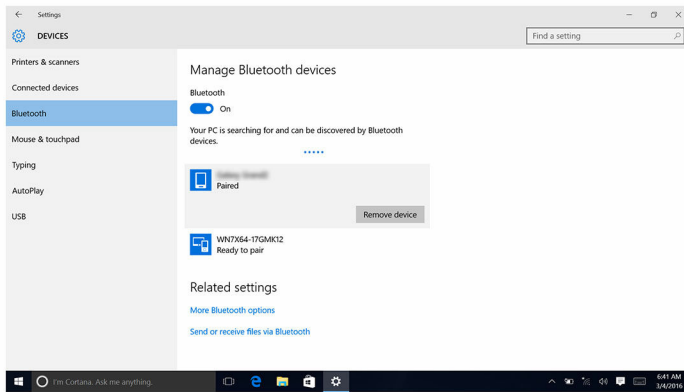 Settings
DEVICES
Find a setting
Printers & scanners
Connected devices
Bluetooth
Mouse & touchpad
Typing
AutoPlay
USB
Manage Bluetooth devices
Bluetooth
On
Your PC is searching for and can be discovered by Bluetooth
devices.
Paired
Remove device
WN7X64-17GMK12
Ready to pair
Related settings
More Bluetooth options
Send or receive files via Bluetooth
I'm Cortana. Ask me anything.
6:41 AM
3/4/2016